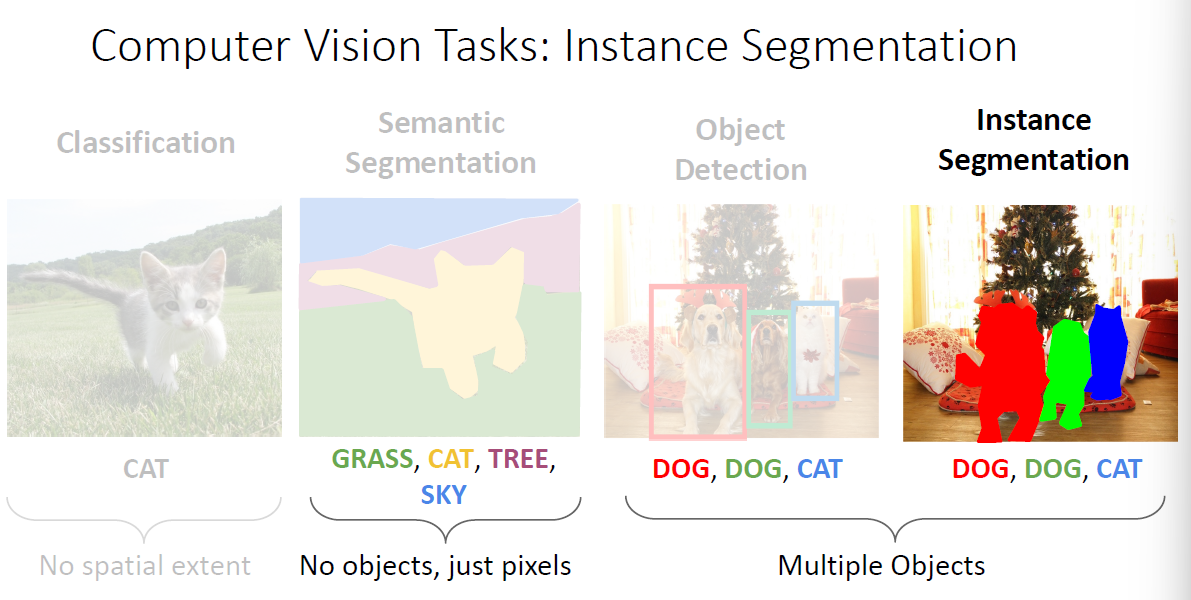 Computer Vision Tasks: Instance Segmentation
Classification
Semantic
Segmentation
Object
Detection
Instance
Segmentation
CAT
GRASS, CAT, TREE,
SKY
DOG, DOG, CAT
DOG, DOG, CAT
No spatial extent
No objects, just pixels
Multiple Objects